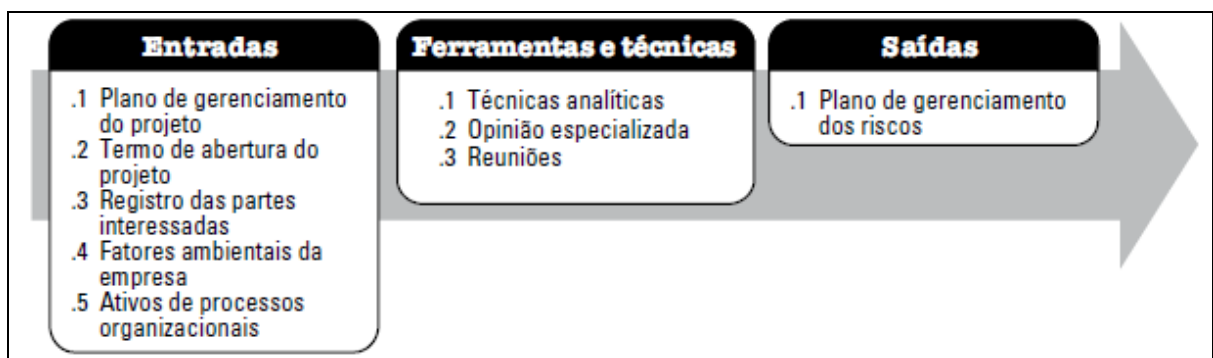 Entradas
.1 Plano de gerenciamento
do projeto
.2 Termo de abertura do
projeto
.3 Registro das partes
interessadas
.4 Fatores ambientais da
empresa
.5 Ativos de processos
organizacionais
Ferramentas e técnicas
.1 Técnicas analíticas
.2 Opinião especializada
.3 Reuniões
Saídas
.1 Plano de gerenciamento
dos riscos